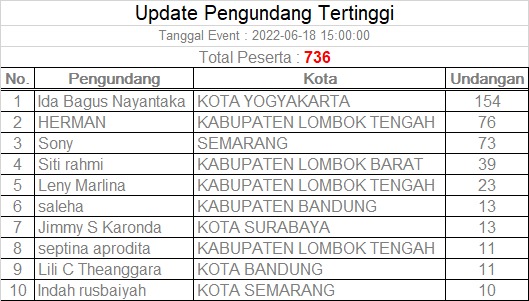 Update Pengundang Tertinggi
Tanggal Event : 2022-06-18 15:00:00
Total Peserta : 736
No. Pengundang Kota Undangan
1 Ida Bagus Nayantaka KOTA YOGYAKARTA 154
2 HERMAN KABUPATEN LOMBOK TENGAH 76
3 Sony SEMARANG 73
4 Siti rahmi KABUPATEN LOMBOK BARAT 39
5 Leny Marlina KABUPATEN LOMBOK TENGAH 23
6 saleha KABUPATEN BANDUNG 13
7 Jimmy S Karonda KOTA SURABAYA 13
8 septina aprodita KABUPATEN LOMBOK TENGAH 11
9 Lili C Theanggara KOTA BANDUNG 11
10 Indah rusbaiyah KOTA SEMARANG 10